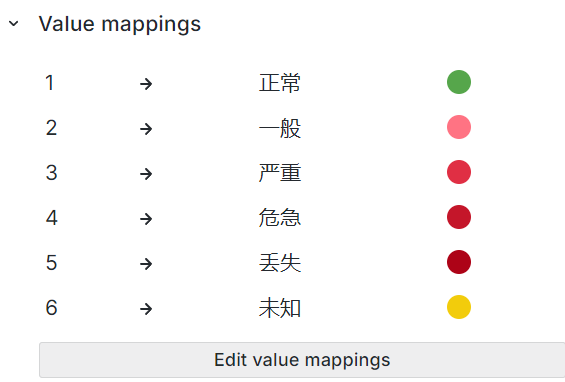 Value mappings
1 → 正常
2 → 一般
3 → 严重
4 → 危急
5 → 丢失
6 → 未知
Edit value mappings